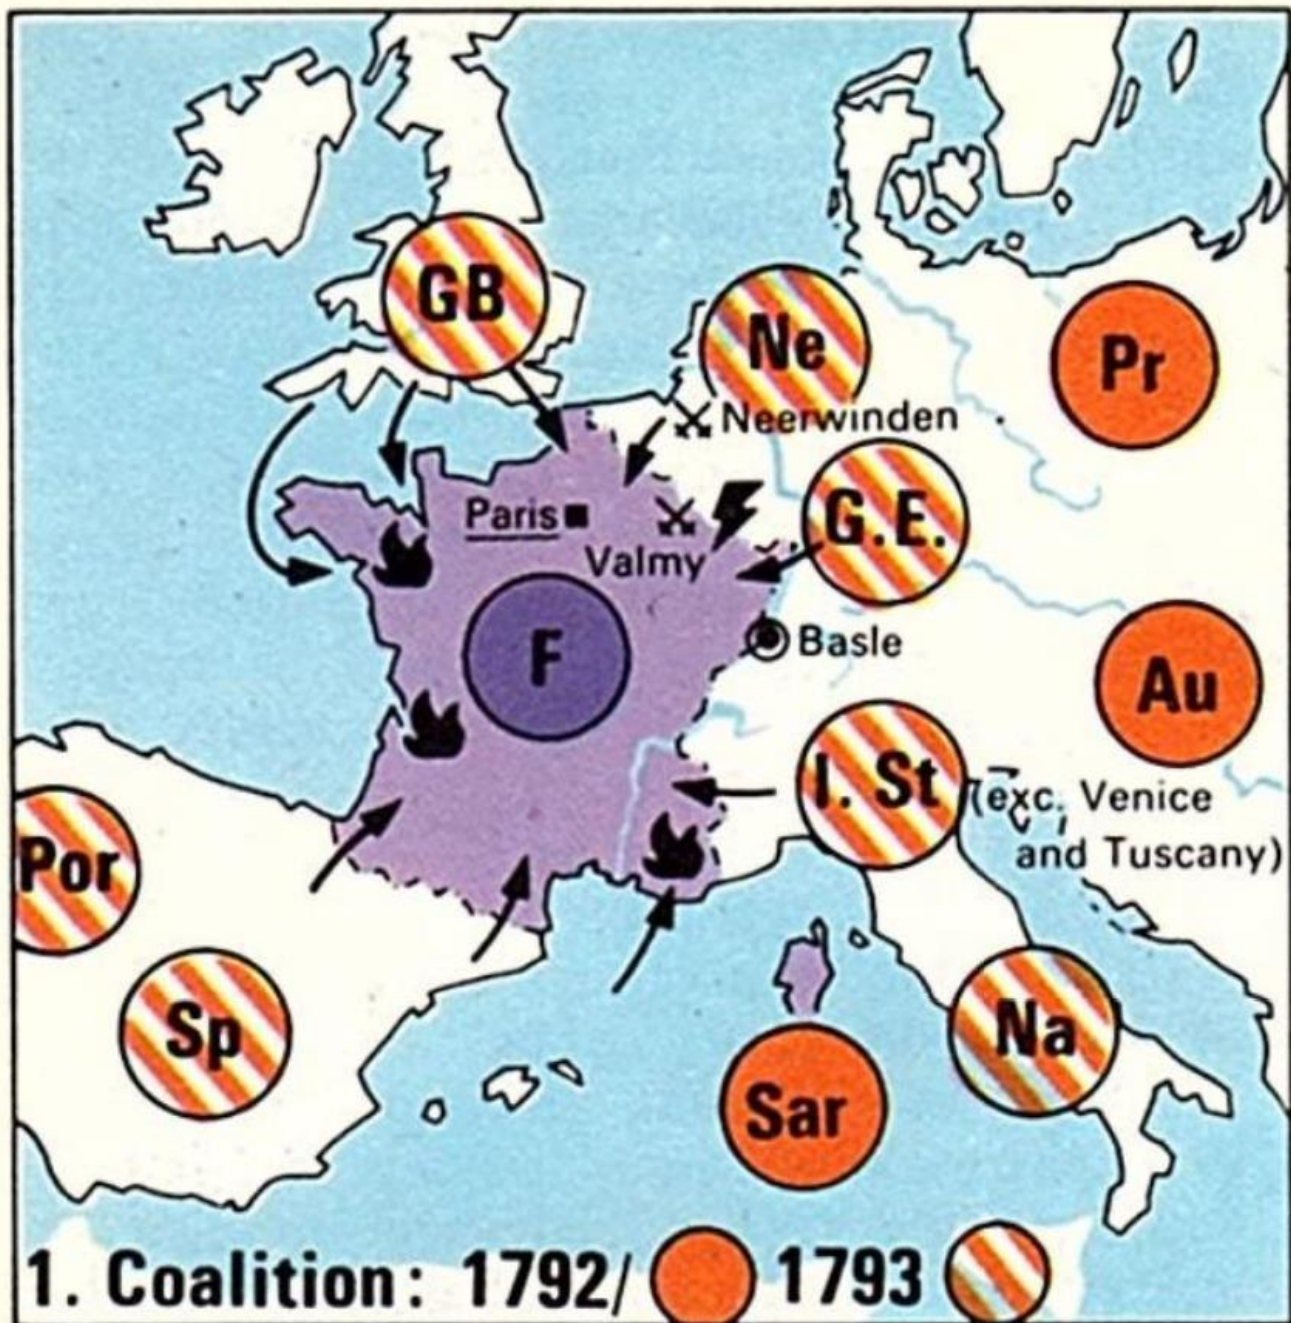 GB
Ne
Pr
Neerwinden
G.E.
Paris
Valmy
F
Basle
Au
I. St
(exc. Venice
and Tuscany)
Por
Sp
Na
Sar
1. Coalition: 1792/ 1793